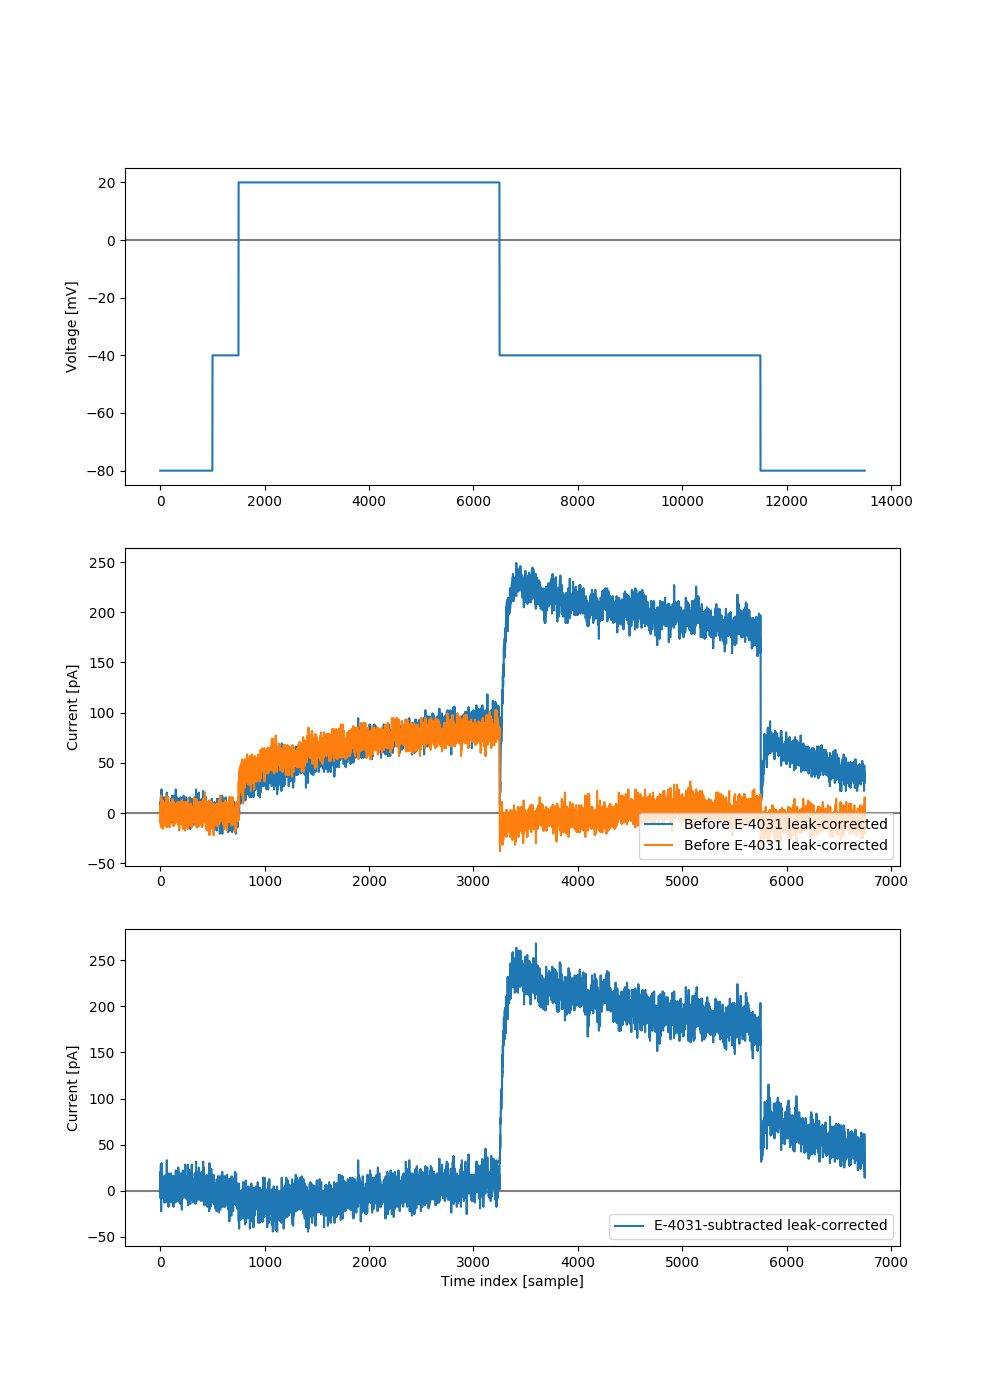 20
0
−20
−40
−60
−80
Voltage [mV]
0 2000 4000 6000 8000 10000 12000 14000
250
200
150
100
50
0
−50
Current [pA]
Before E-4031 leak-corrected
Before E-4031 leak-corrected
0 1000 2000 3000 4000 5000 6000 7000
250
200
150
100
50
0
−50
Current [pA]
E-4031-subtracted leak-corrected
0 1000 2000 3000 4000 5000 6000 7000
Time index [sample]